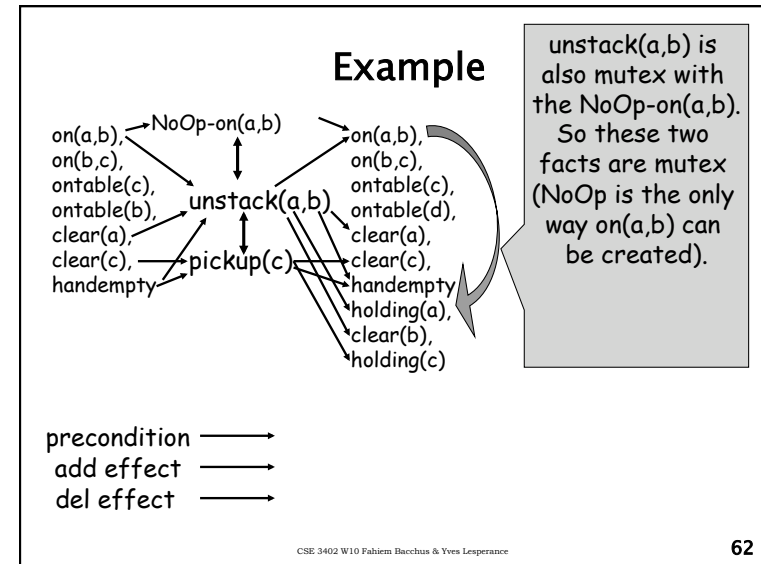 Example
on(a,b),
on(b,c),
ontable(c),
ontable(b),
clear(a),
clear(c),
handempty
NoOp-on(a,b)
unstack(a,b)
pickup(c)
on(a,b),
on(b,c),
ontable(c),
ontable(d),
clear(a),
clear(c),
handempty
holding(a),
clear(b),
holding(c)
unstack(a,b) is
also mutex with
the NoOp-on(a,b).
So these two
facts are mutex
(NoOp is the only
way on(a,b) can
be created).
precondition
add effect
del effect
CSE 3402 W10 Fahiem Bacchus & Yves Lesperance
62